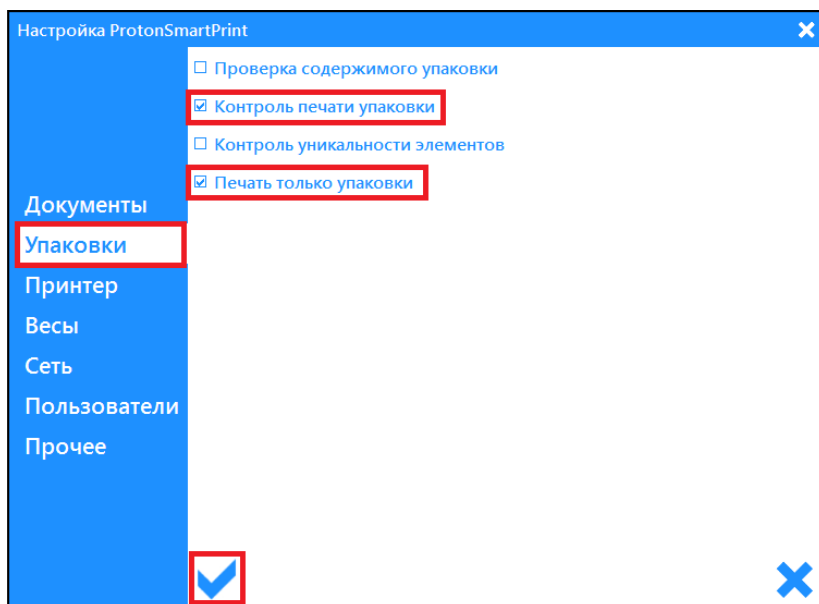 Настройка ProtonSmartPrint
Проверка содержимого упаковки
Контроль печати упаковки
Контроль уникальности элементов
Печать только упаковки
Документы
Упаковки
Принтер
Весы
Сеть
Пользователи
Прочее